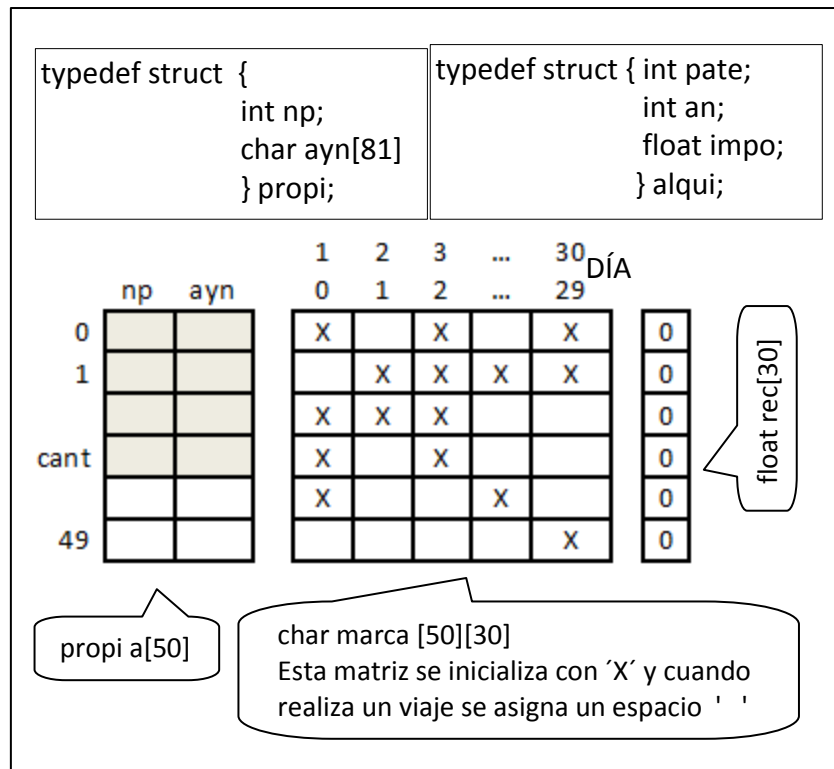 typedef struct {
int np;
char ayn[81]
} propi;
typedef struct { int pate;
int an;
float impo;
} alqui;
1 2 3 ... 30 DÍA
np ayn 0 1 2 ... 29
0 X X X 0
1 X X X X 0
X X X 0
cant X X 0
X X 0
49 X 0
float rec[30]
propi a[50]
char marca [50][30]
Esta matriz se inicializa con ´X´ y cuando
realiza un viaje se asigna un espacio ' '